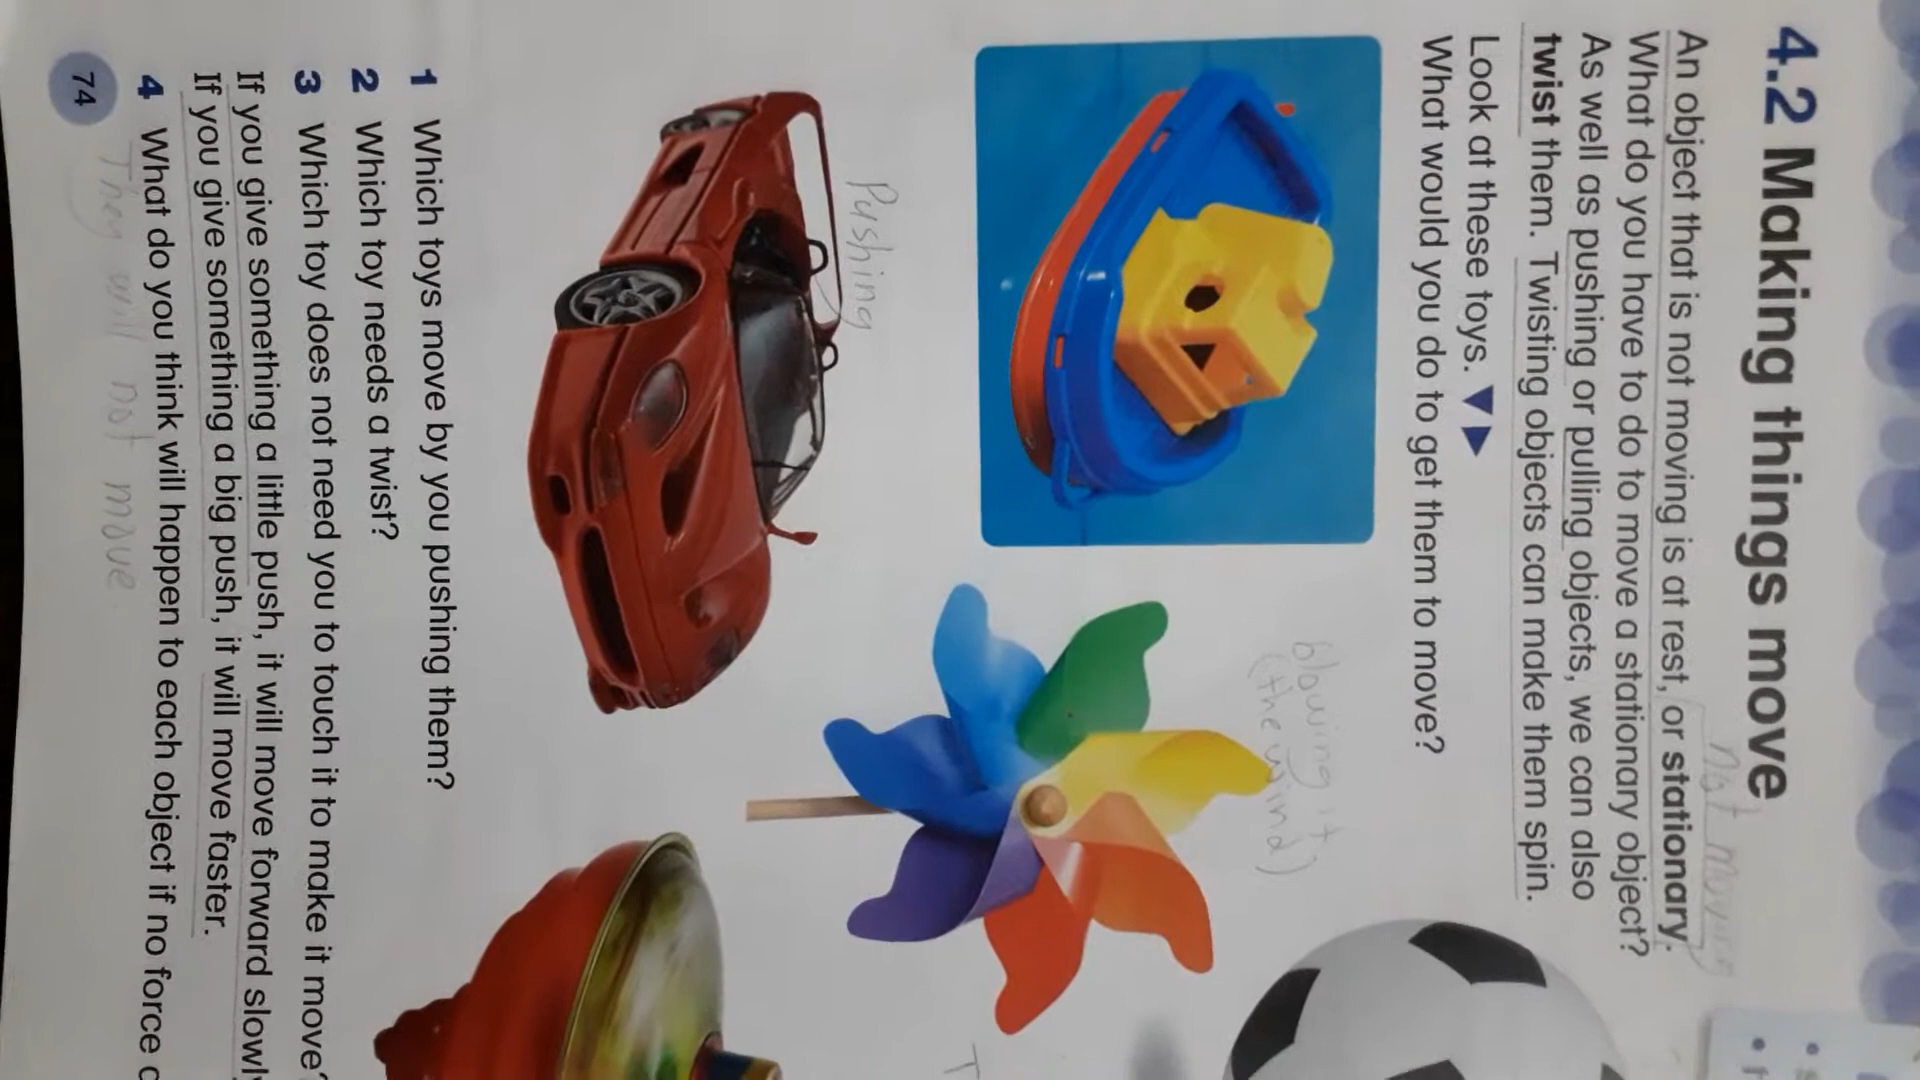 4.2 Making things move
not moving
An object that is not moving is at rest, or stationary.
What do you have to do to move a stationary object?
As well as pushing or pulling objects, we can also
twist them. Twisting objects can make them spin.
Look at these toys.
What would you do to get them to move?
blowing it
(the wind)
Pushing
T
1 Which toys move by you pushing them?
2 Which toy needs a twist?
3 Which toy does not need you to touch it to make it move?
If you give something a little push, it will move forward slowly
If you give something a big push, it will move faster.
4 What do you think will happen to each object if no force
They will not move
74